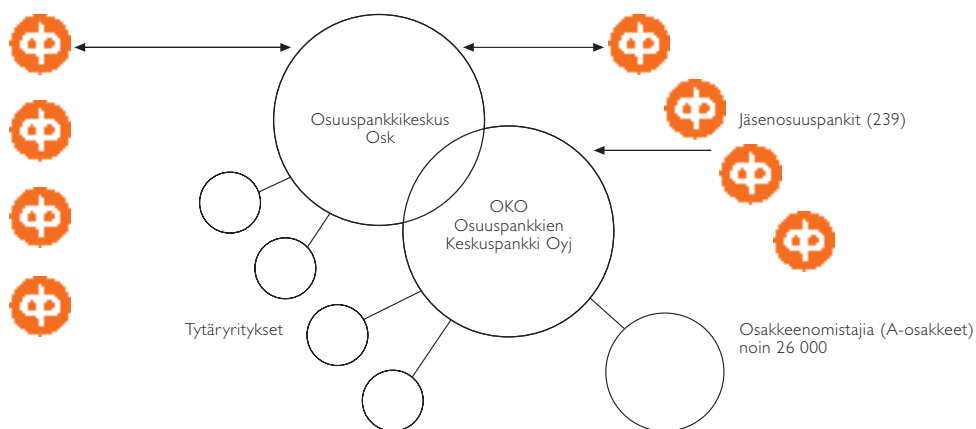 Osuuspankkikeskus
Osk
Jäsenosuuspankit (239)
OKO
Osuuspankkien
Keskuspankki Oyj
Tytäryritykset
Osakkeenomistajia (A-osakkeet)
noin 26 000